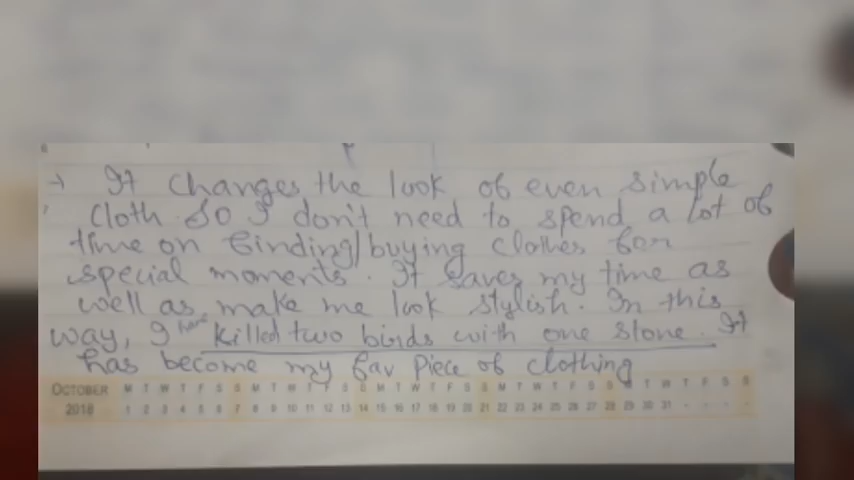 → It changes the look of even simple
cloth so I don't need to spend a lot of
time on finding/buying clothes for
special moments. It saves my time as
well as make me look stylish. In this
way, I have killed two birds with one stone. It
has become my fav piece of clothing
OCTOBER M T W T F S S M T W T F S S M T W T F S S M T W T F S S M T W T F S S
2018 1 2 3 4 5 6 7 8 9 10 11 12 13 14 15 16 17 18 19 20 21 22 23 24 25 26 27 28 29 30 31 - - - -